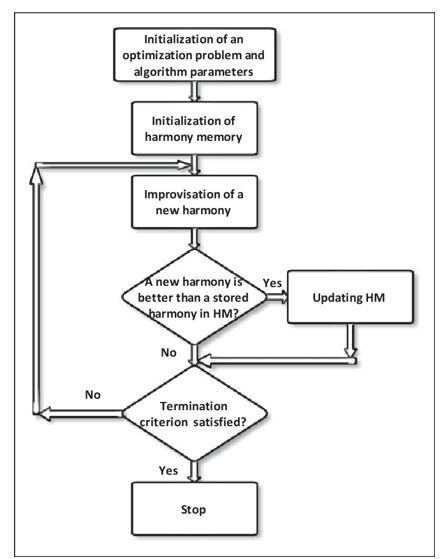 Initialization of an
optimization problem and
algorithm parameters
Initialization of
harmony memory
Improvisation of a
new harmony
A new harmony is
better than a stored
harmony in HM?
Yes
Updating HM
No
No
Termination
criterion satisfied?
Yes
Stop